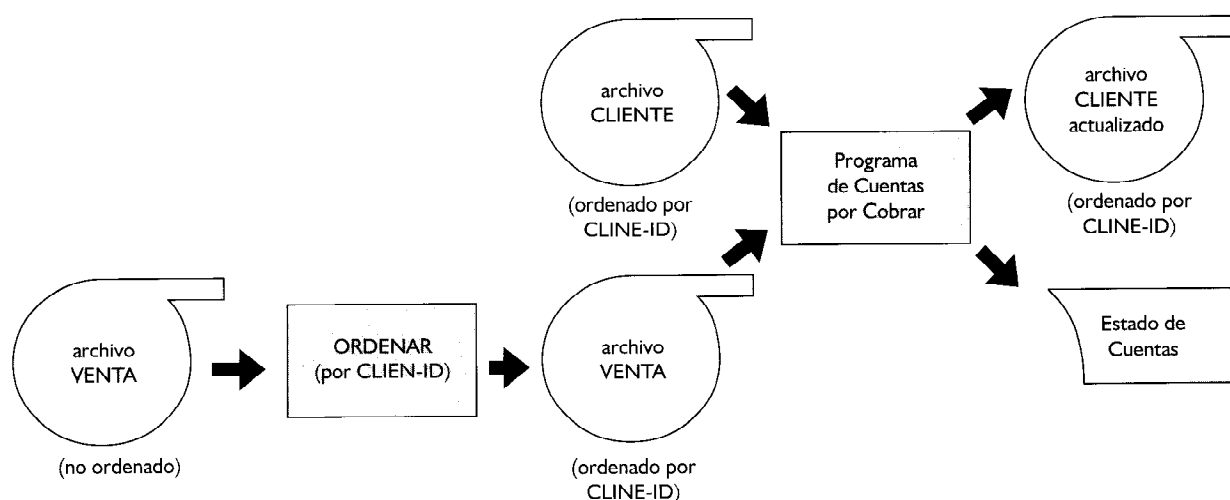 archivo
CLIENTE
(ordenado por
CLINE-ID)
Programa
de Cuentas
por Cobrar
archivo
CLIENTE
actualizado
(ordenado por
CLINE-ID)
archivo
VENTA
(no ordenado)
ORDENAR
(por CLIEN-ID)
archivo
VENTA
(ordenado por
CLINE-ID)
Estado de
Cuentas